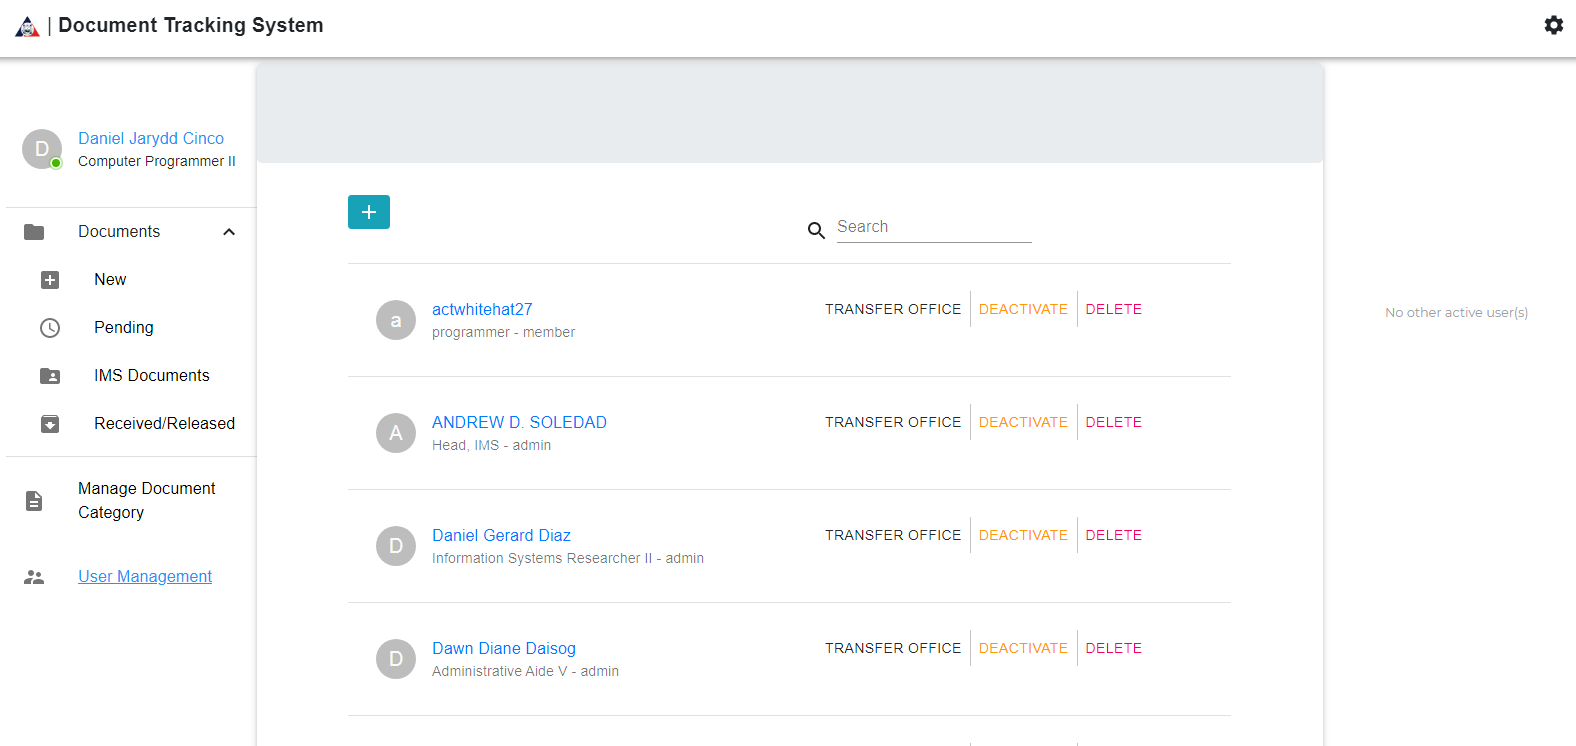 | Document Tracking System
D
Daniel Jarydd Cinco
Computer Programmer II
Documents
New
Pending
IMS Documents
Received/Released
Manage Document
Category
User Management
Search
a
actwhitehat27
programmer - member
TRANSFER OFFICE
DEACTIVATE
DELETE
A
ANDREW D. SOLEDAD
Head, IMS - admin
TRANSFER OFFICE
DEACTIVATE
DELETE
D
Daniel Gerard Diaz
Information Systems Researcher II - admin
TRANSFER OFFICE
DEACTIVATE
DELETE
D
Dawn Diane Daisog
Administrative Aide V - admin
TRANSFER OFFICE
DEACTIVATE
DELETE
No other active user(s)